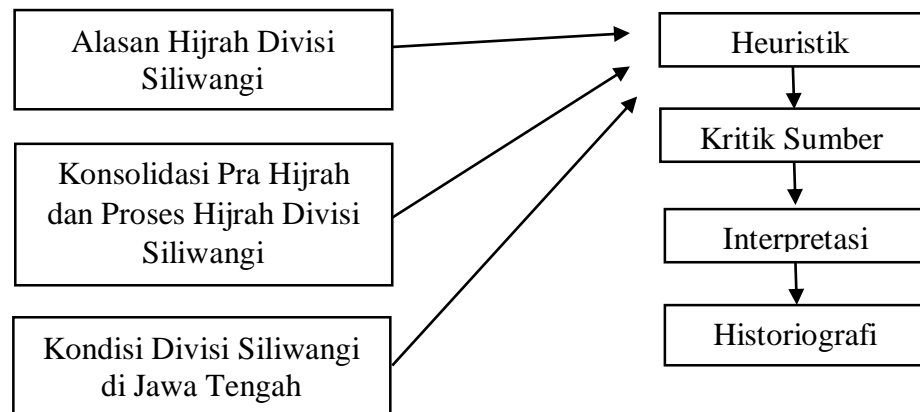 Alasan Hijrah Divisi
Siliwangi
Konsolidasi Pra Hijrah
dan Proses Hijrah Divisi
Siliwangi
Kondisi Divisi Siliwangi
di Jawa Tengah
Heuristik
Kritik Sumber
Interpretasi
Historiografi